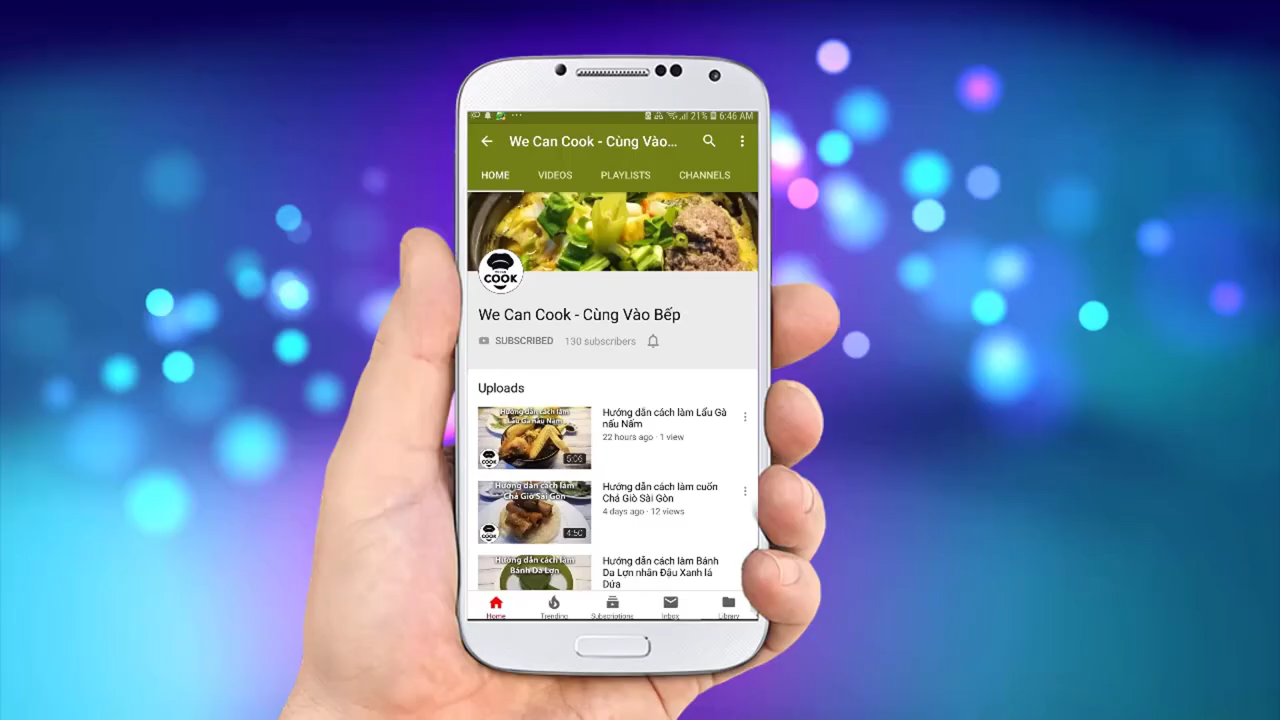 21% 6:46 AM
We Can Cook - Cùng Vào...
HOME VIDEOS PLAYLISTS CHANNELS
COOK
We Can Cook - Cùng Vào Bếp
SUBSCRIBED 130 subscribers
Uploads
Hướng dẫn cách làm
Lẩu Gà nấu Nấm
COOK
5:06
Hướng dẫn cách làm Lẩu Gà
nấu Nấm
22 hours ago · 1 view
Hướng dẫn cách làm
Chả Giò Sài Gòn
COOK
4:50
Hướng dẫn cách làm cuốn
Chả Giò Sài Gòn
4 days ago · 12 views
Hướng dẫn cách làm
Bánh Da Lợn
Hướng dẫn cách làm Bánh
Da Lợn nhân Đậu Xanh lá
Dứa
Home Trending Subscriptions Inbox Library